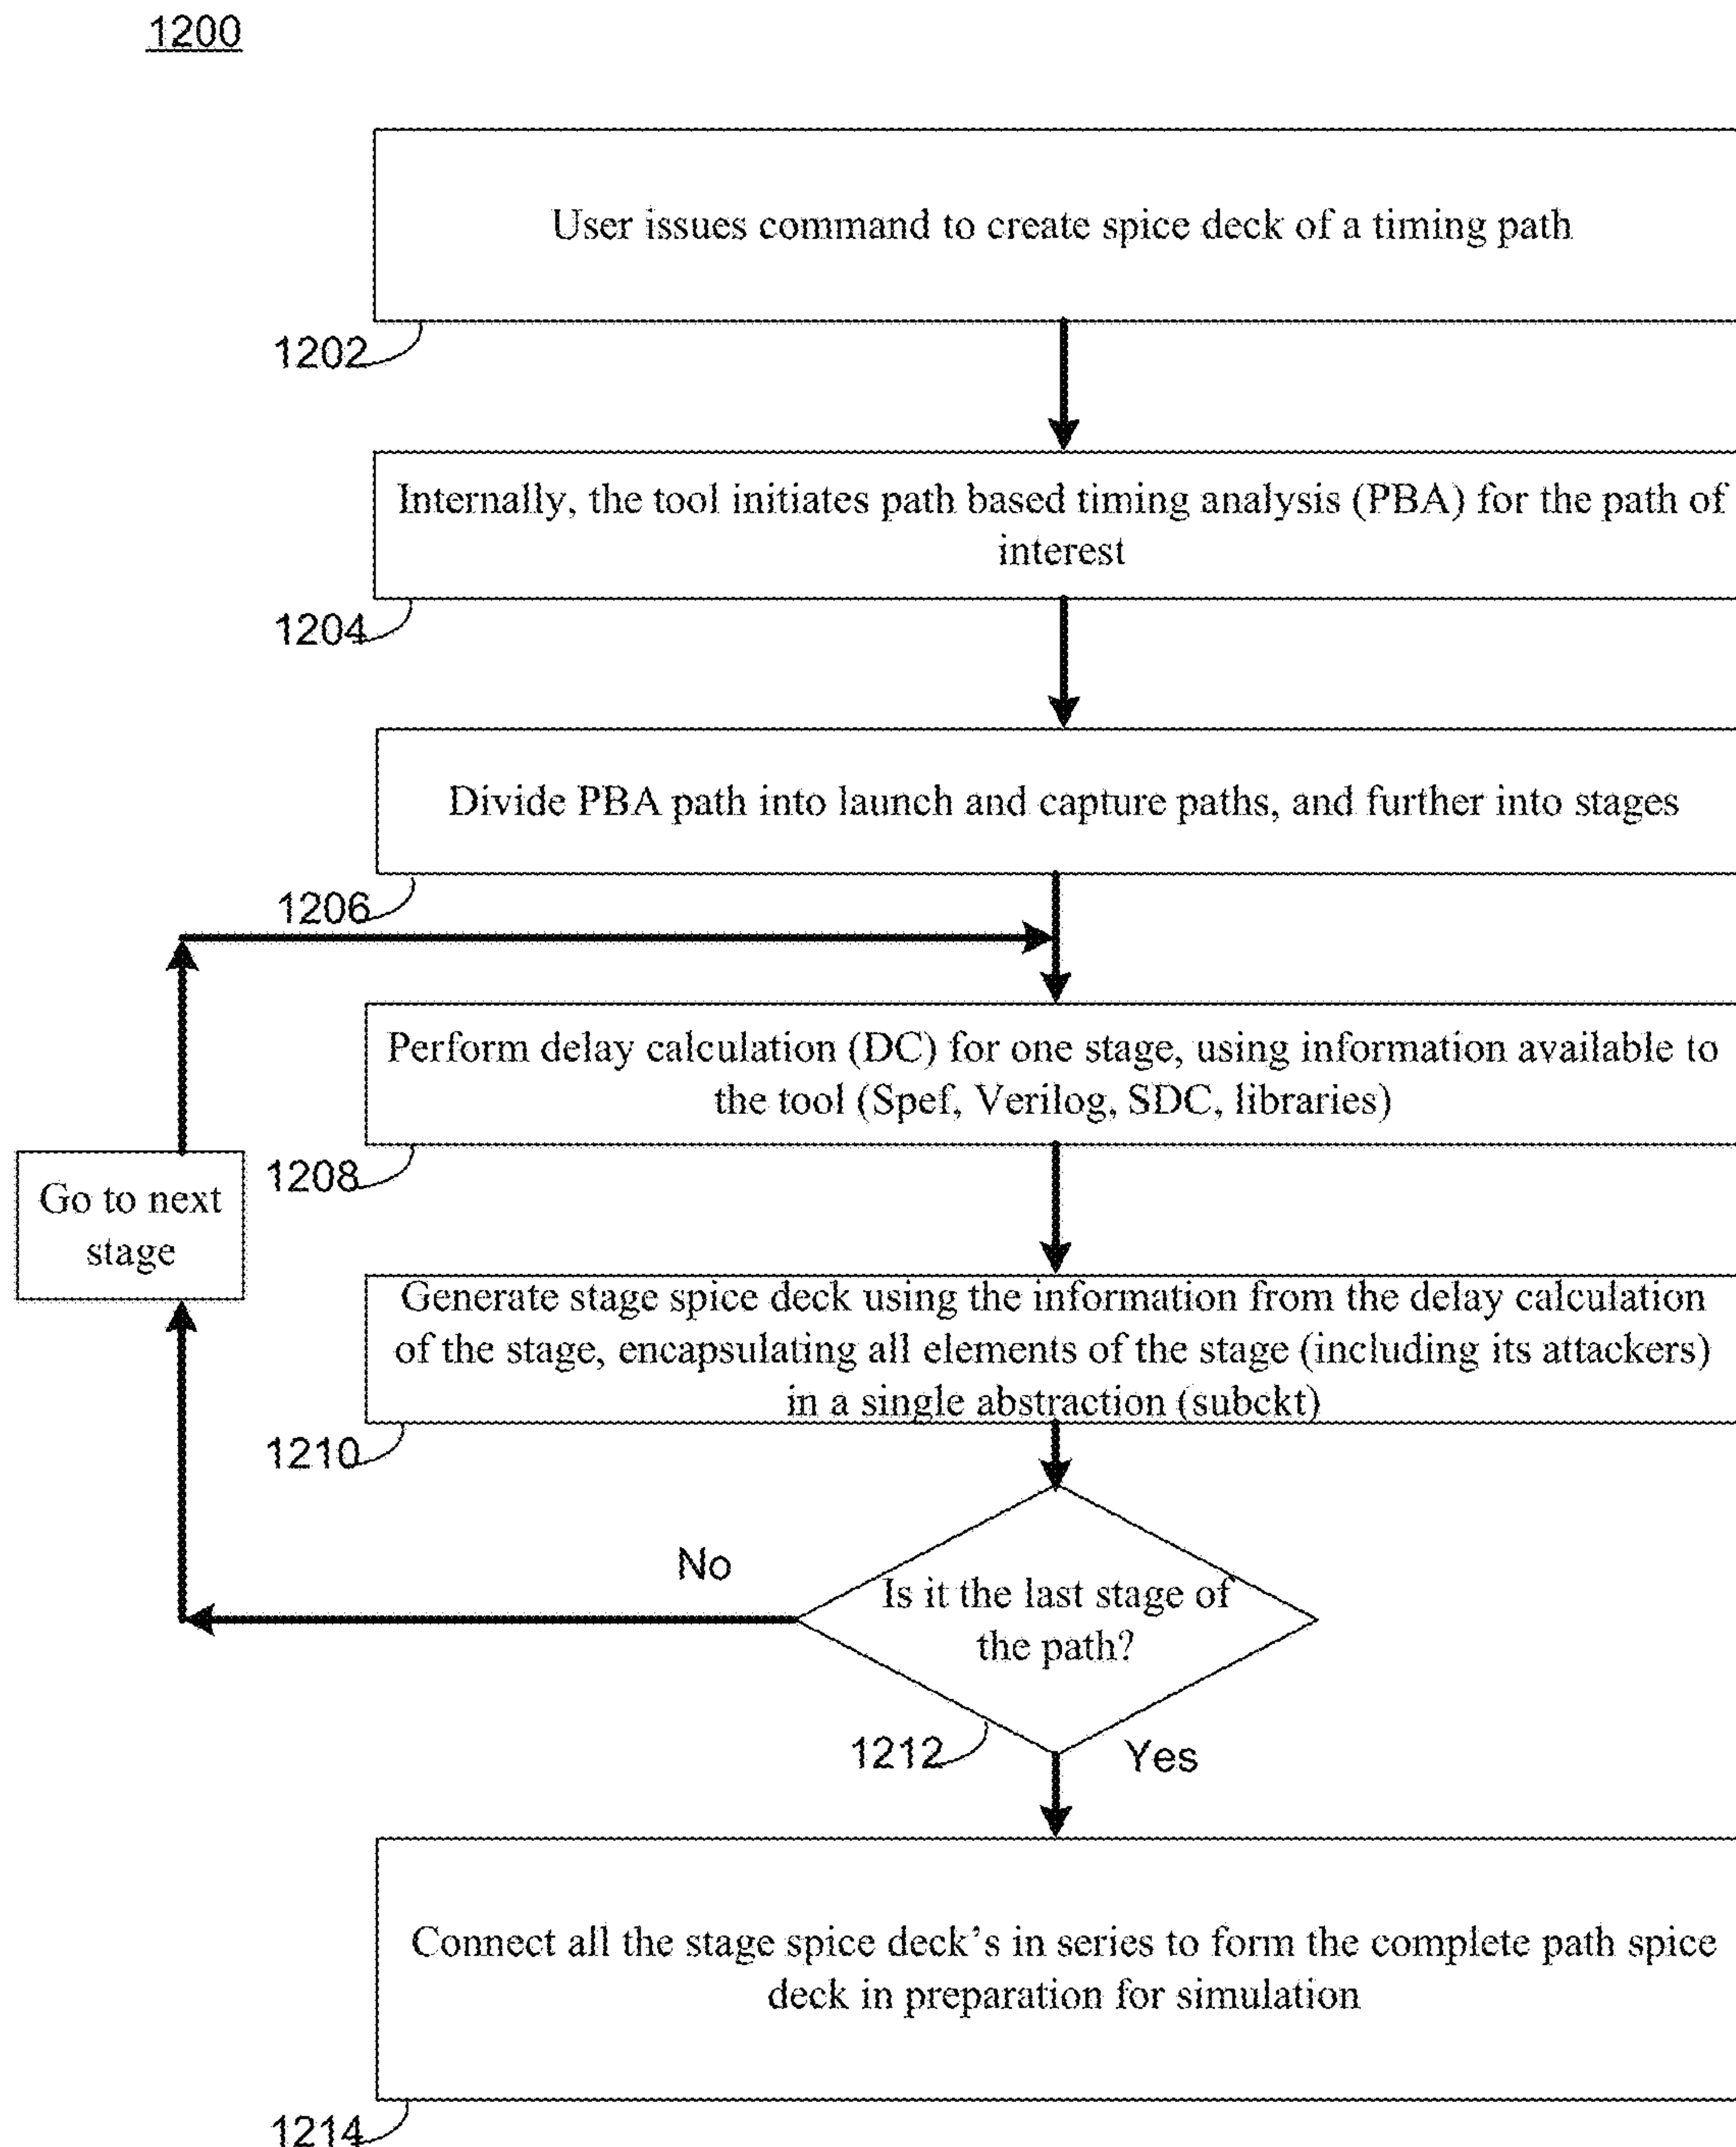 1200
User issues command to create spice deck of a timing path
1202
Internally, the tool initiates path based timing analysis (PBA) for the path of
interest
1204
Divide PBA path into launch and capture paths, and further into stages
1206
Perform delay calculation (DC) for one stage, using information available to
the tool (Spef, Verilog, SDC, libraries)
1208
Go to next
stage
Generate stage spice deck using the information from the delay calculation
of the stage, encapsulating all elements of the stage (including its attackers)
in a single abstraction (subckt)
1210
No
Is it the last stage of
the path?
1212
Yes
Connect all the stage spice deck's in series to form the complete path spice
deck in preparation for simulation
1214